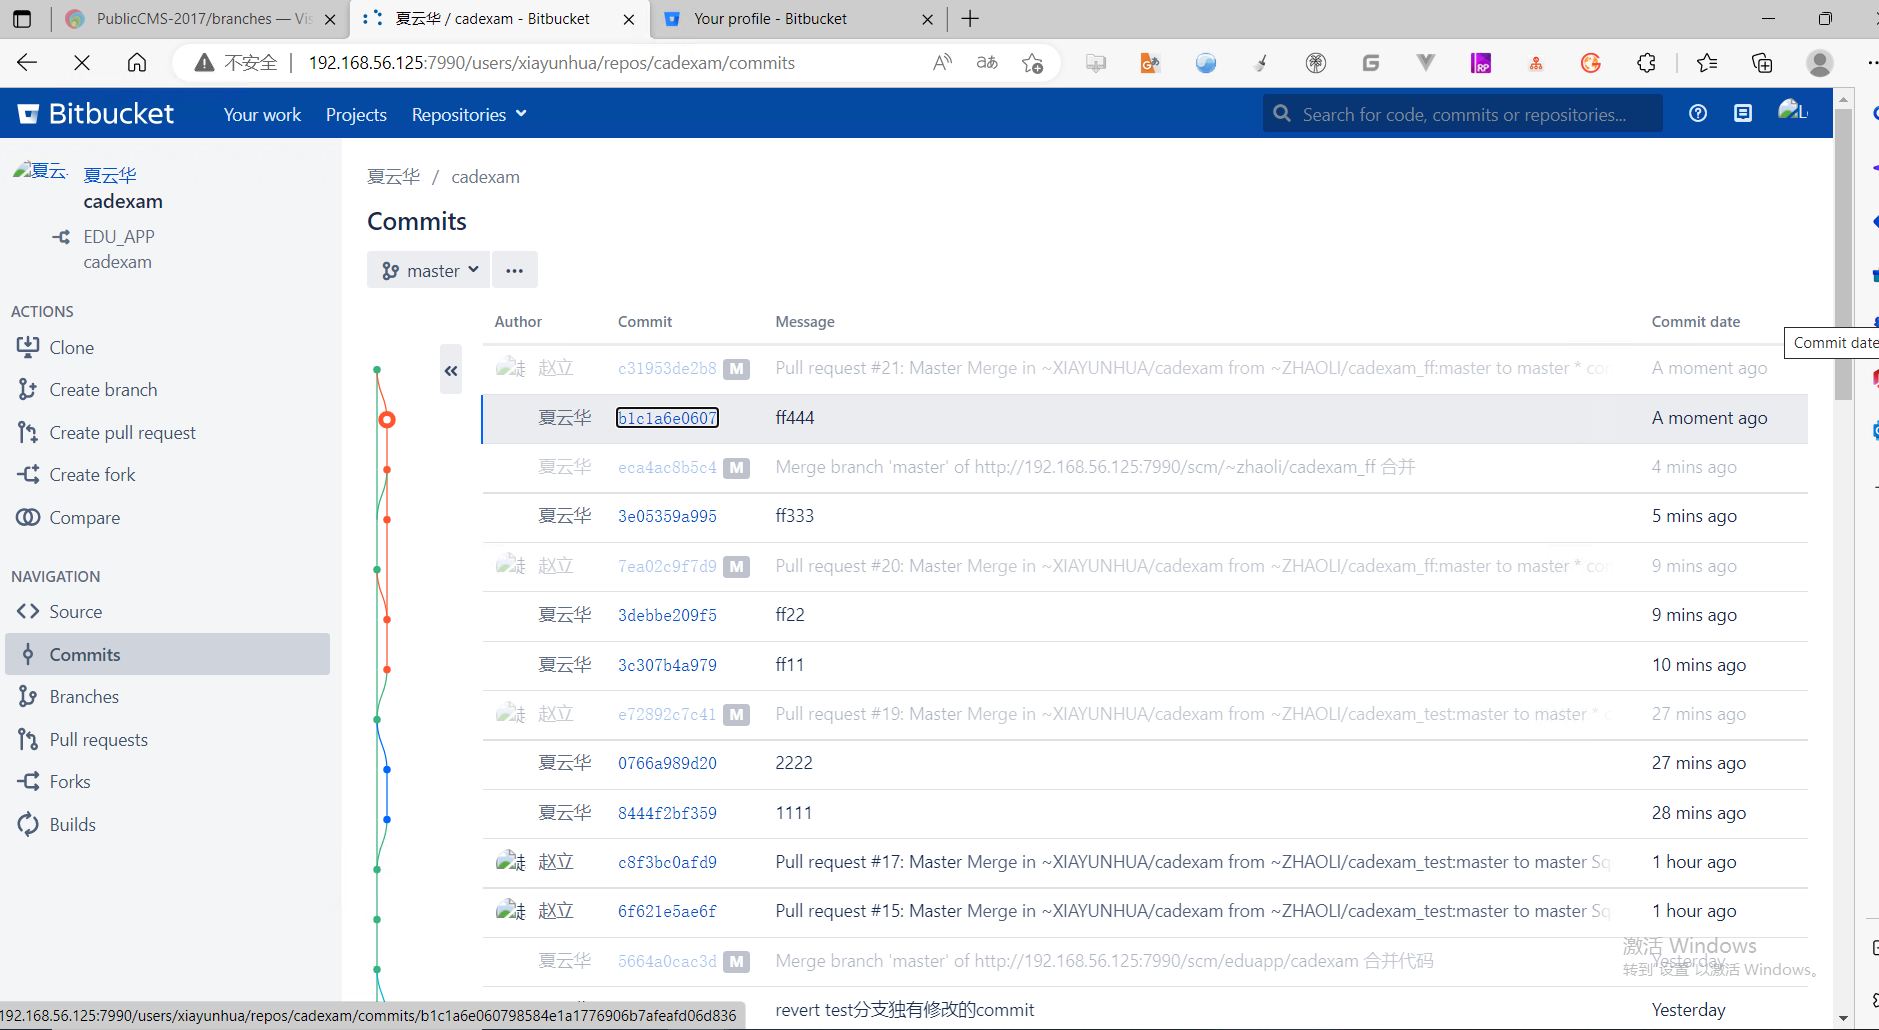 PublicCMS-2017/branches — Vis
夏云华 / cadexam - Bitbucket
Your profile - Bitbucket
不安全
192.168.56.125:7990/users/xiayunhua/repos/cadexam/commits
Bitbucket
Your work
Projects
Repositories
Search for code, commits or repositories...
夏云华
cadexam
EDU_APP
cadexam
ACTIONS
Clone
Create branch
Create pull request
Create fork
Compare
NAVIGATION
Source
Commits
Branches
Pull requests
Forks
Builds
夏云华 / cadexam
Commits
master
Author Commit Message Commit date
Commit date
赵立 c31953de2b8 M Pull request #21: Master Merge in ~XIAYUNHUA/cadexam from ~ZHAOLI/cadexam_ff:master to master * con A moment ago
夏云华 b1c1a6e0607 ff444 A moment ago
夏云华 eca4ac8b5c4 M Merge branch 'master' of http://192.168.56.125:7990/scm/~zhaoli/cadexam_ff 合并 4 mins ago
夏云华 3e05359a995 ff333 5 mins ago
赵立 7ea02c9f7d9 M Pull request #20: Master Merge in ~XIAYUNHUA/cadexam from ~ZHAOLI/cadexam_ff:master to master * con 9 mins ago
夏云华 3debbe209f5 ff22 9 mins ago
夏云华 3c307b4a979 ff11 10 mins ago
赵立 e72892c7c41 M Pull request #19: Master Merge in ~XIAYUNHUA/cadexam from ~ZHAOLI/cadexam_test:master to master * c 27 mins ago
夏云华 0766a989d20 2222 27 mins ago
夏云华 8444f2bf359 1111 28 mins ago
赵立 c8f3bc0afd9 Pull request #17: Master Merge in ~XIAYUNHUA/cadexam from ~ZHAOLI/cadexam_test:master to master Sq 1 hour ago
赵立 6f621e5ae6f Pull request #15: Master Merge in ~XIAYUNHUA/cadexam from ~ZHAOLI/cadexam_test:master to master Sq 1 hour ago
夏云华 5664a0cac3d M Merge branch 'master' of http://192.168.56.125:7990/scm/eduapp/cadexam 合并代码 Yesterday
激活 Windows
转到"设置"以激活 Windows。
revert test分支独有修改的commit Yesterday
192.168.56.125:7990/users/xiayunhua/repos/cadexam/commits/b1c1a6e060798584e1a1776906b7afeafd06d836